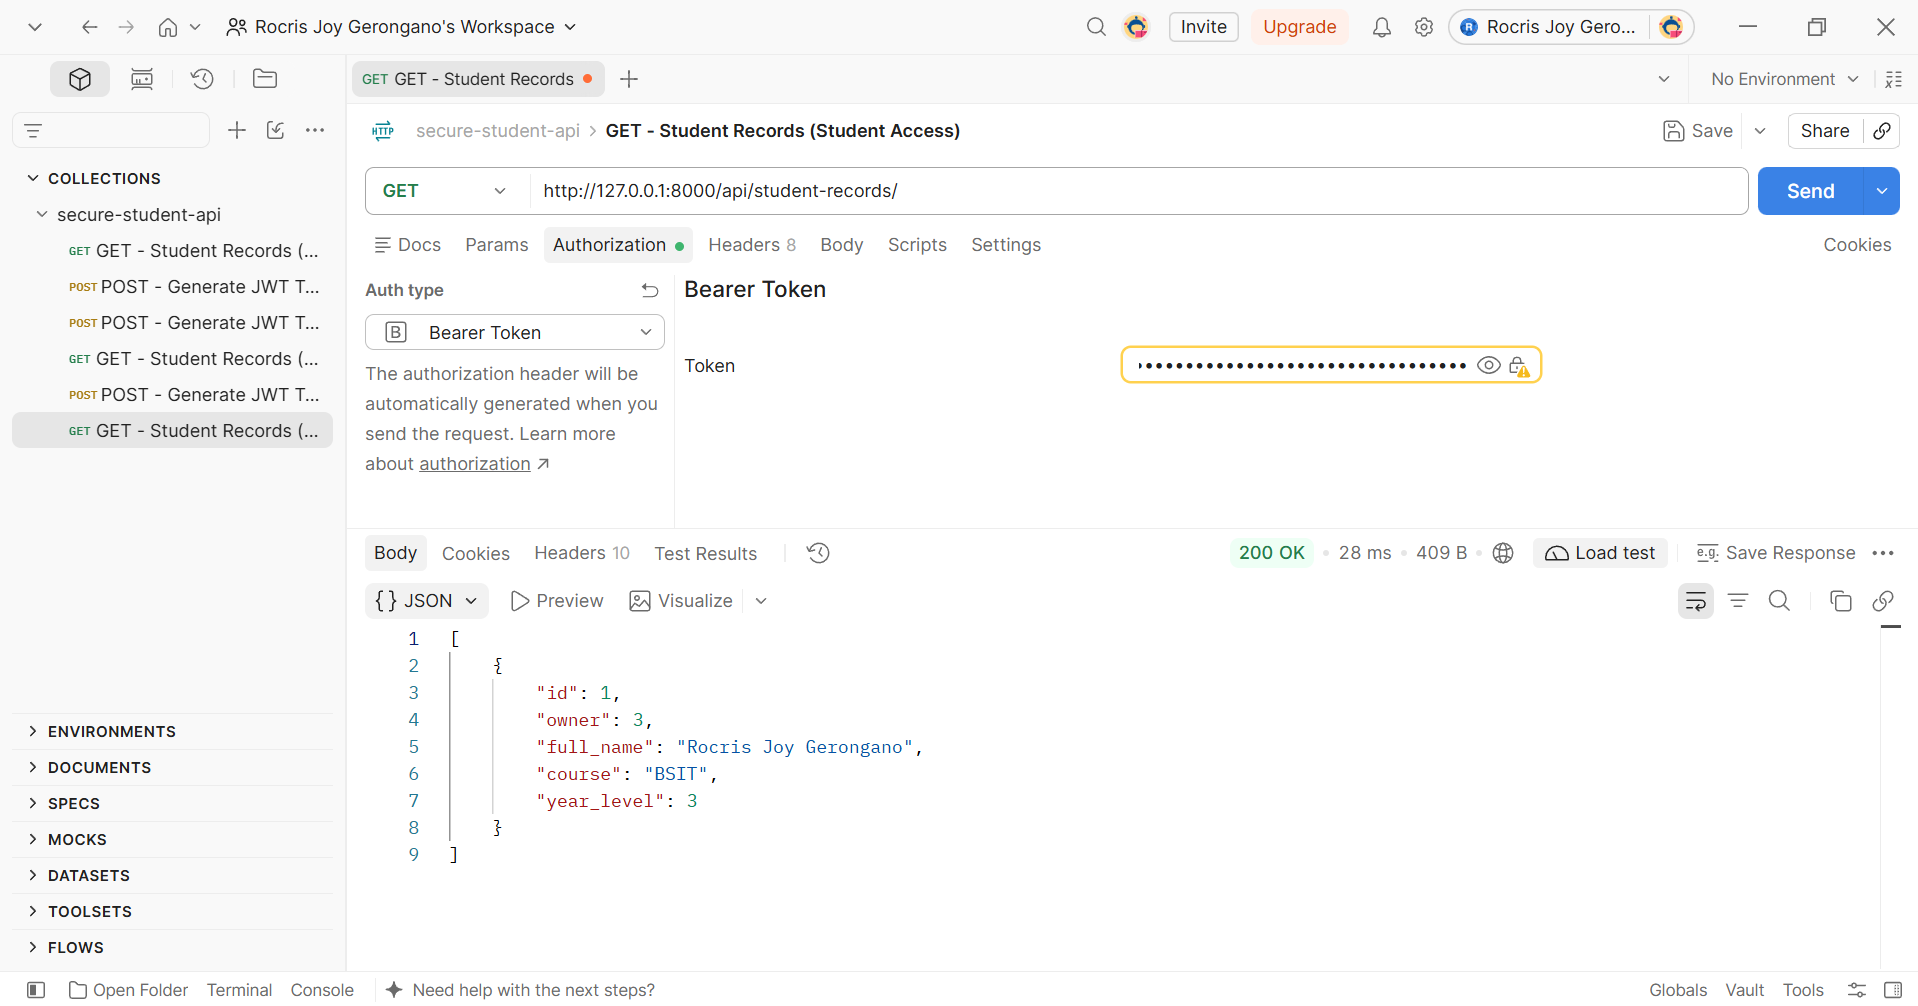 Rocris Joy Gerongano's Workspace
Invite
Upgrade
R Rocris Joy Gero...
GET GET - Student Records
No Environment
HTTP secure-student-api > GET - Student Records (Student Access)
Save
Share
COLLECTIONS
secure-student-api
GET GET - Student Records (...
POST POST - Generate JWT T...
POST POST - Generate JWT T...
GET GET - Student Records (...
POST POST - Generate JWT T...
GET GET - Student Records (...
ENVIRONMENTS
DOCUMENTS
SPECS
MOCKS
DATASETS
TOOLSETS
FLOWS
GET http://127.0.0.1:8000/api/student-records/
Send
Docs Params Authorization Headers 8 Body Scripts Settings
Cookies
Auth type
B Bearer Token
The authorization header will be
automatically generated when you
send the request. Learn more
about authorization
Bearer Token
Token
Body Cookies Headers 10 Test Results
200 OK • 28 ms • 409 B
Load test
e.g. Save Response
{} JSON Preview Visualize
1 [
2 {
3 "id": 1,
4 "owner": 3,
5 "full_name": "Rocris Joy Gerongano",
6 "course": "BSIT",
7 "year_level": 3
8 }
9 ]
Open Folder Terminal Console Need help with the next steps?
Globals Vault Tools